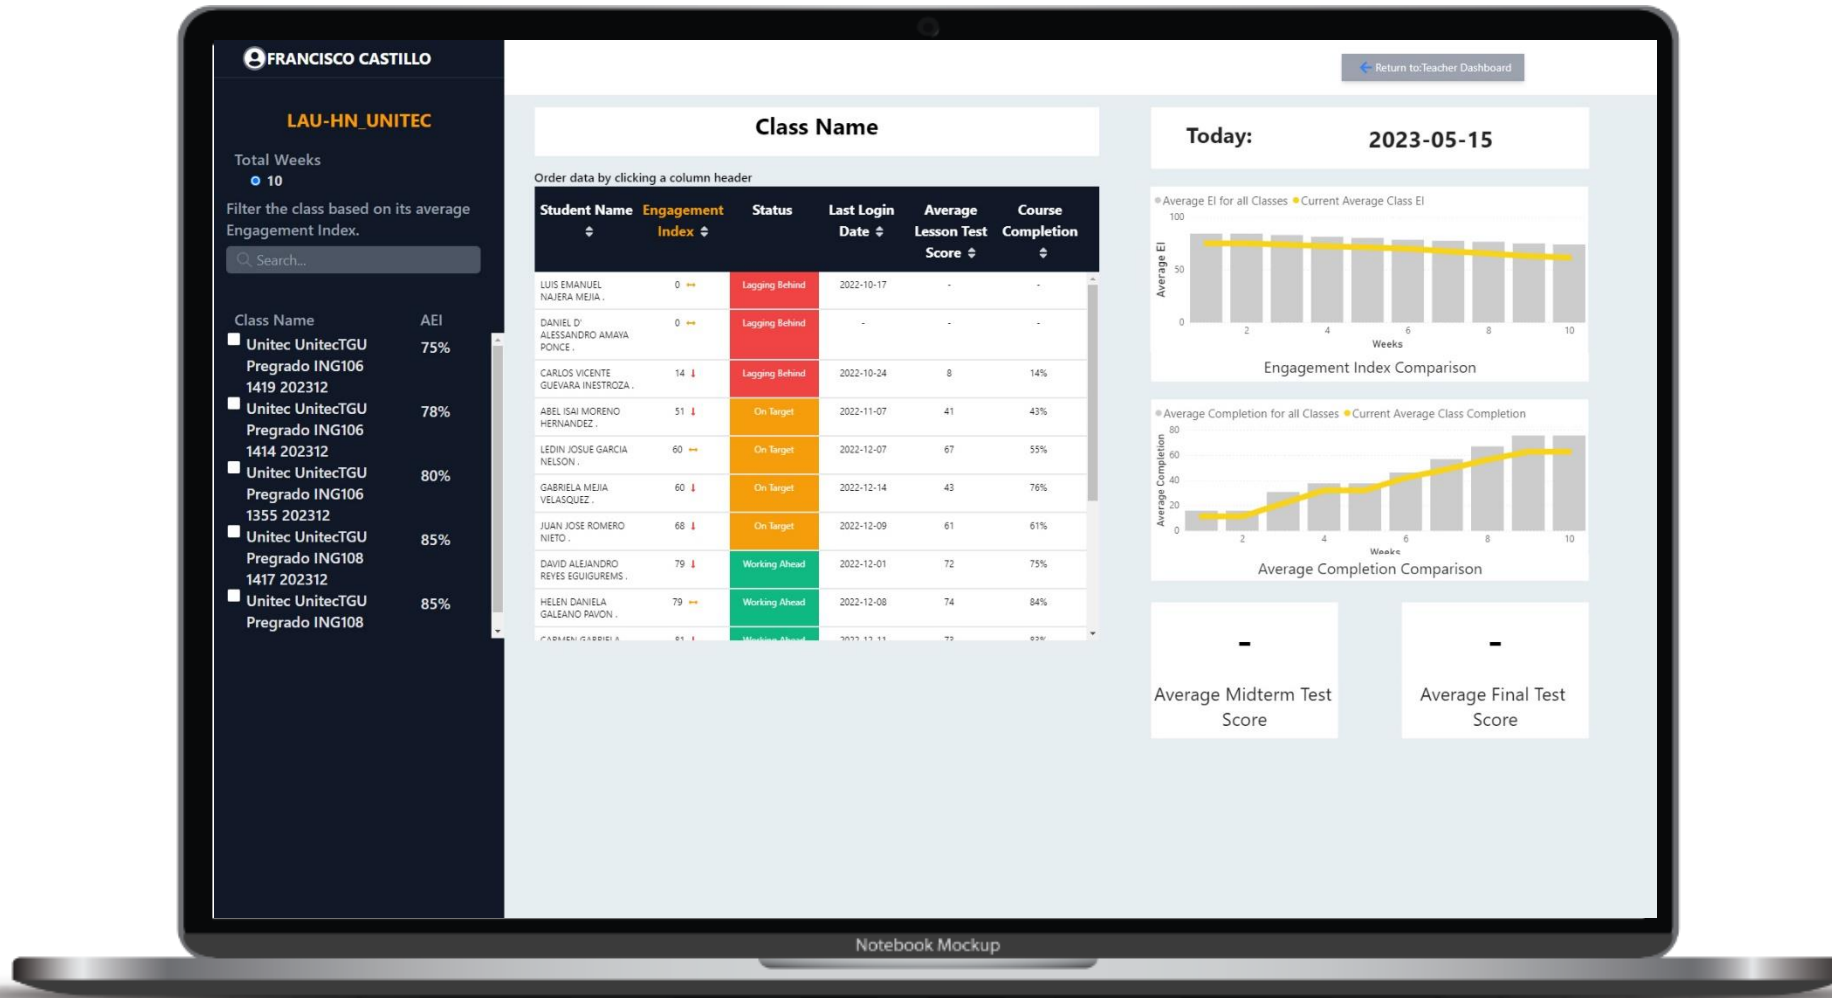 FRANCISCO CASTILLO
LAU-HN_UNITEC
Total Weeks
10
Filter the class based on its average
Engagement Index.
Search...
Class Name AEI
Unitec UnitecTGU 75%
Pregrado ING106
1419 202312
Unitec UnitecTGU 78%
Pregrado ING106
1414 202312
Unitec UnitecTGU 80%
Pregrado ING106
1355 202312
Unitec UnitecTGU 85%
Pregrado ING108
1417 202312
Unitec UnitecTGU 85%
Pregrado ING108
Return to:Teacher Dashboard
Class Name
Order data by clicking a column header
Student Name Engagement Status Last Login Average Course
Index Date Lesson Test Completion
Score
LUIS EMANUEL 0 Lagging Behind 2022-10-17 - -
NAJERA MEJIA .
DANIEL D' 0 Lagging Behind - - -
ALESSANDRO AMAYA
PONCE .
CARLOS VICENTE 14 Lagging Behind 2022-10-24 8 14%
GUEVARA INESTROZA .
ABEL ISAI MORENO 51 On Target 2022-11-07 41 43%
HERNANDEZ .
LEDIN JOSUE GARCIA 60 On Target 2022-12-07 67 55%
NELSON .
GABRIELA MEJIA 60 On Target 2022-12-14 43 76%
VELASQUEZ .
JUAN JOSE ROMERO 68 On Target 2022-12-09 61 61%
NIETO .
DAVID ALEJANDRO 79 Working Ahead 2022-12-01 72 75%
REYES EGUIGUREMS .
HELEN DANIELA 79 Working Ahead 2022-12-08 74 84%
GALEANO PAVON .
CARMEN GABRIELA 81 Working Ahead 2022-12-11 73 83%
Today: 2023-05-15
Average EI for all Classes Current Average Class EI
100
50
0
Average EI
2 4 6 8 10
Weeks
Engagement Index Comparison
Average Completion for all Classes Current Average Class Completion
80
60
40
20
0
Average Completion
2 4 6 8 10
Weeks
Average Completion Comparison
-
Average Midterm Test
Score
-
Average Final Test
Score
Notebook Mockup